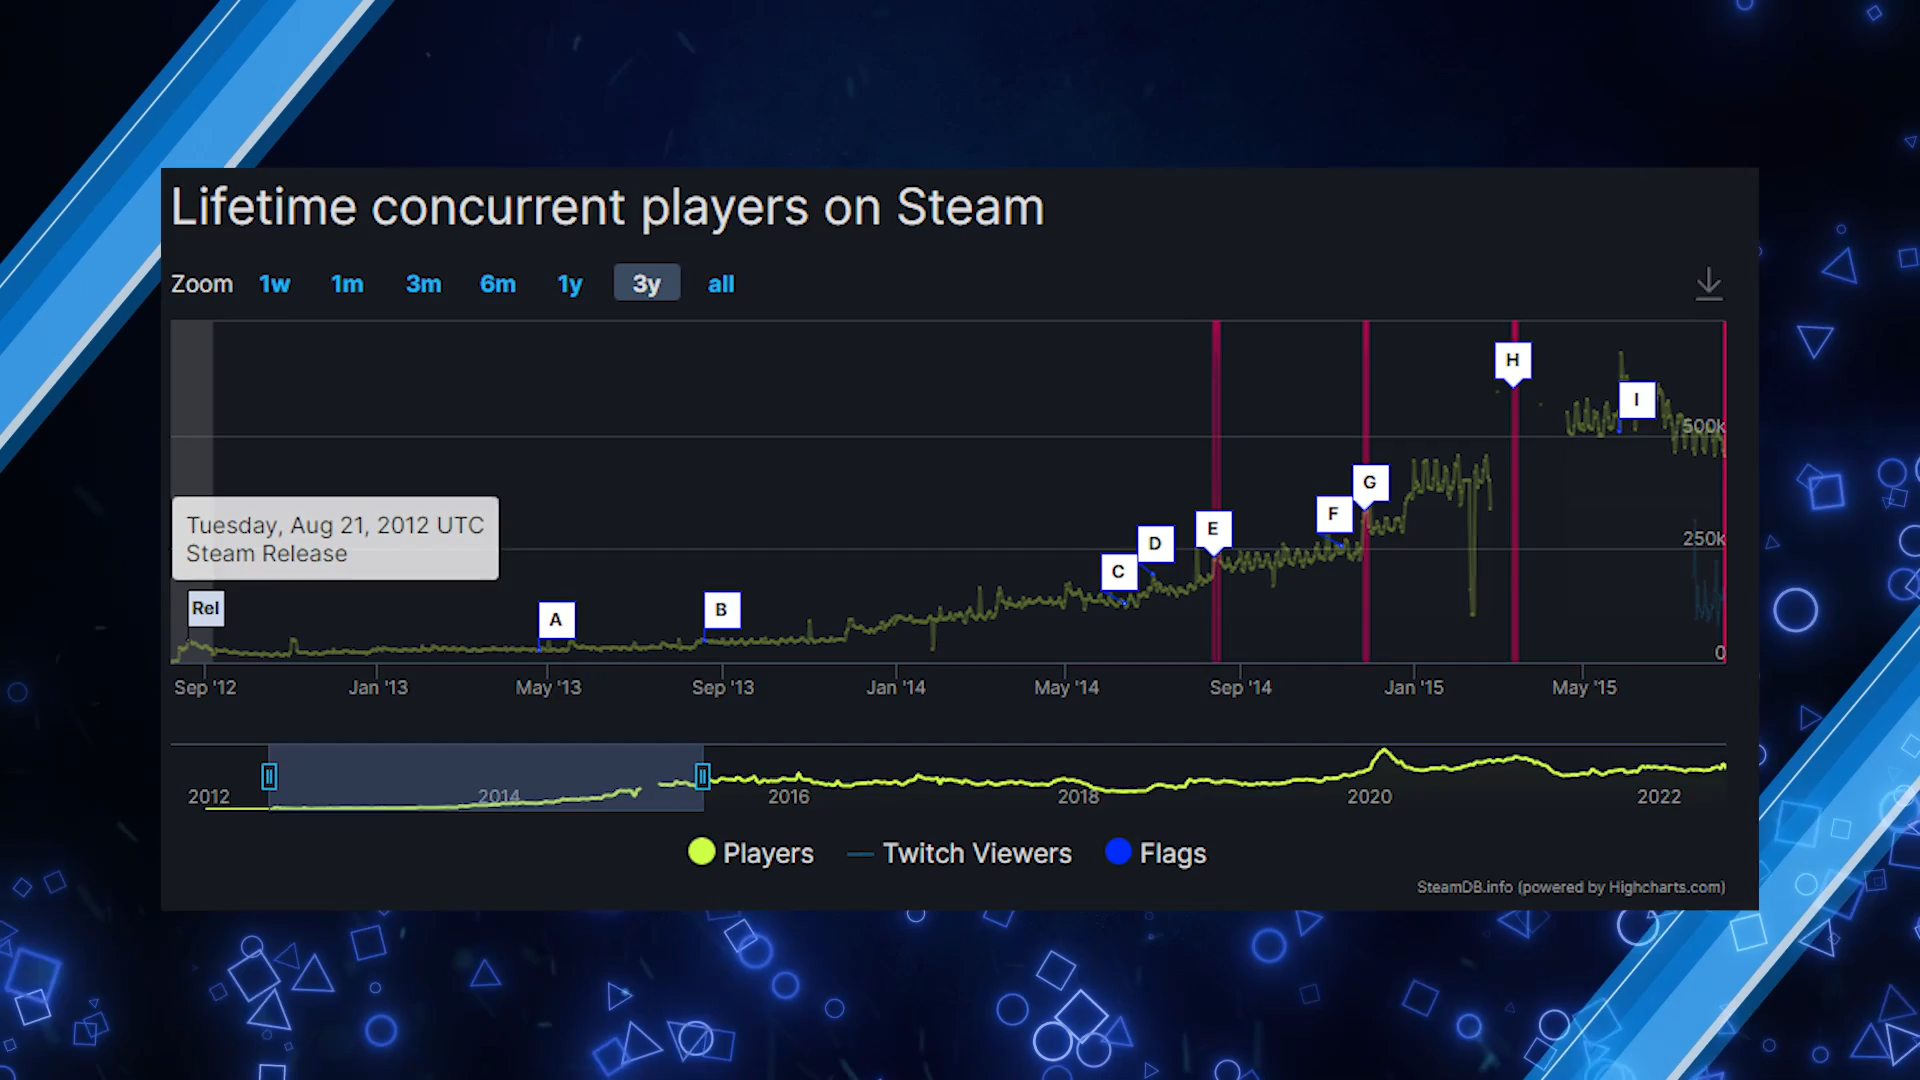 Lifetime concurrent players on Steam
Zoom 1w 1m 3m 6m 1y 3y all
H
I
500k
G
F
E
250k
D
C
Tuesday, Aug 21, 2012 UTC
Steam Release
Rel
A
B
0
Sep '12 Jan '13 May '13 Sep '13 Jan '14 May '14 Sep '14 Jan '15 May '15
2012 2014 2016 2018 2020 2022
Players Twitch Viewers Flags
SteamDB.info (powered by Highcharts.com)